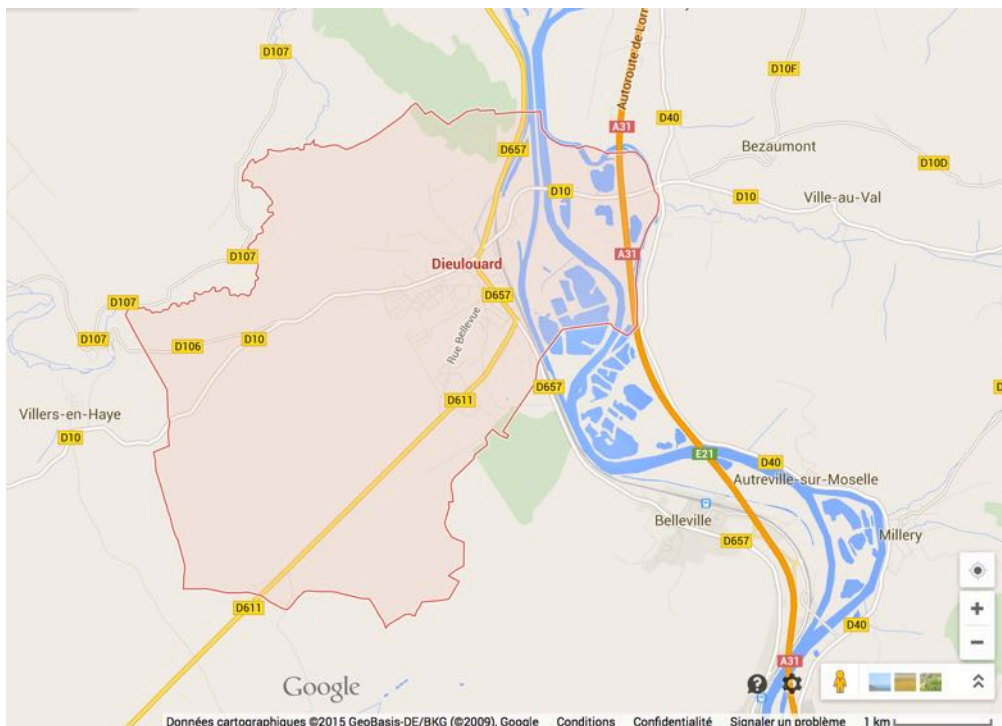 D107
D10F
Autoroute de Lorr
A31
D40
Bezaumont
D657
D10D
D10
D10
Ville-au-Val
D107
A31
Dieulouard
D107
D657
D107
D106
D10
Rue Bellevue
D657
D611
Villers-en-Haye
D10
E21
D40
Autreville-sur-Moselle
Belleville
Millery
D657
D611
D40
A31
Google
Données cartographiques ©2015 GeoBasis-DE/BKG (©2009), Google Conditions Confidentialité Signaler un problème 1 km